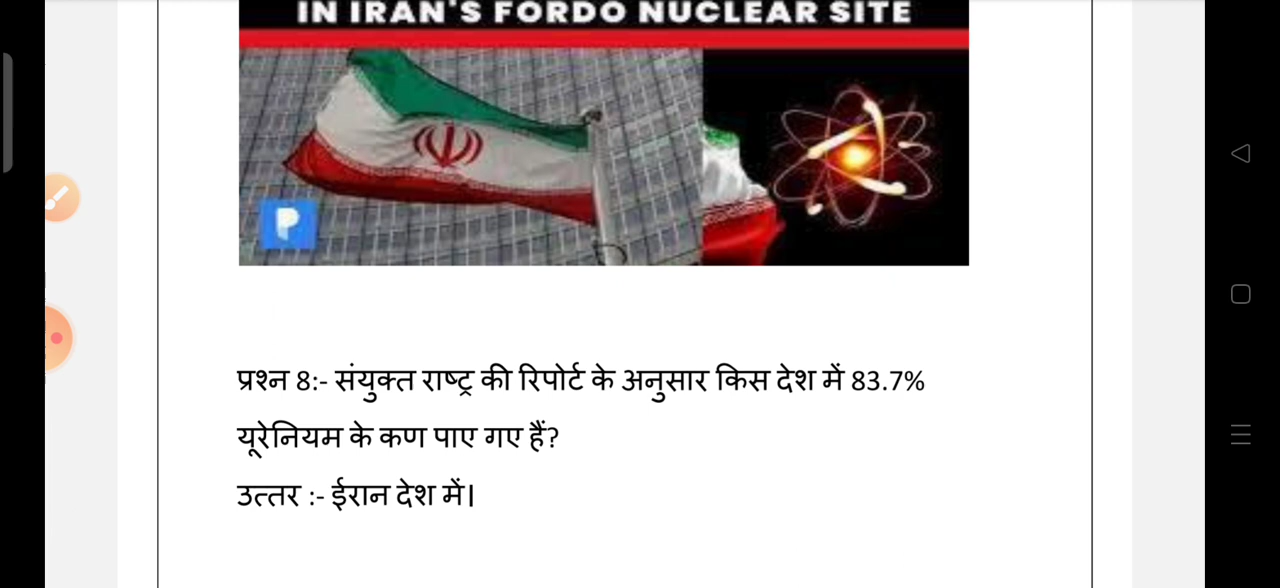 IN IRAN'S FORDO NUCLEAR SITE
प्रश्न 8:- संयुक्त राष्ट्र की रिपोर्ट के अनुसार किस देश में 83.7%
यूरेनियम के कण पाए गए हैं?
उत्तर :- ईरान देश में।